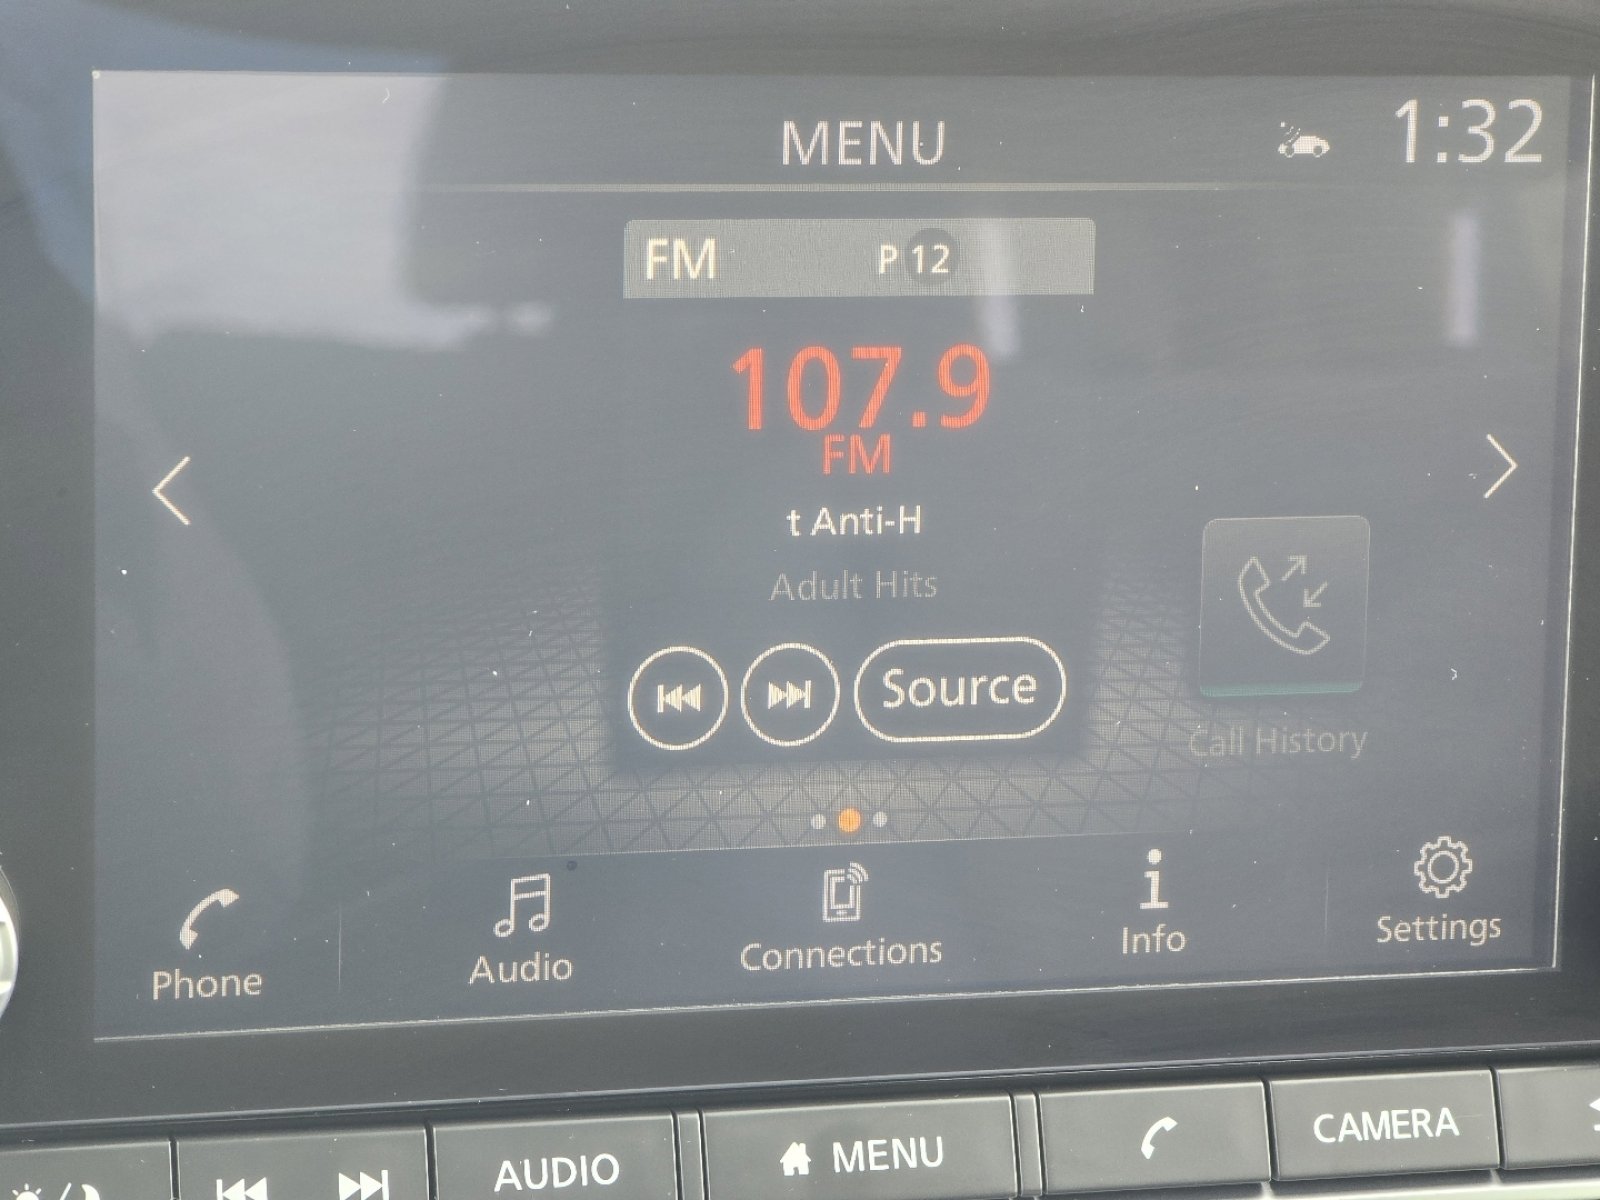 MENU
1:32
FM P 12
107.9
FM
t Anti-H
Adult Hits
Source
Call History
Phone
Audio
Connections
Info
Settings
AUDIO
MENU
CAMERA